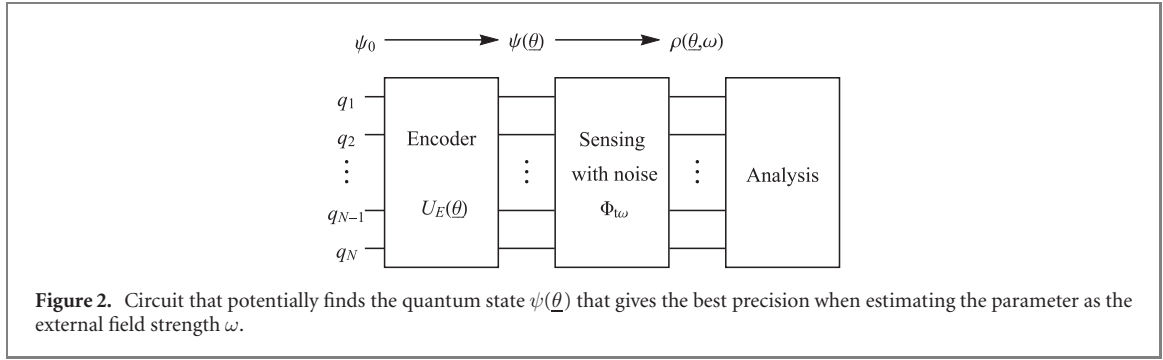 ψ0 ψ(θ) ρ(θ,ω)
q1
q2
⋮ ⋮ ⋮
qN−1
qN
Encoder
UE(θ)
Sensing
with noise
Φtω
Analysis
Figure 2. Circuit that potentially finds the quantum state ψ(θ) that gives the best precision when estimating the parameter as the
external field strength ω.